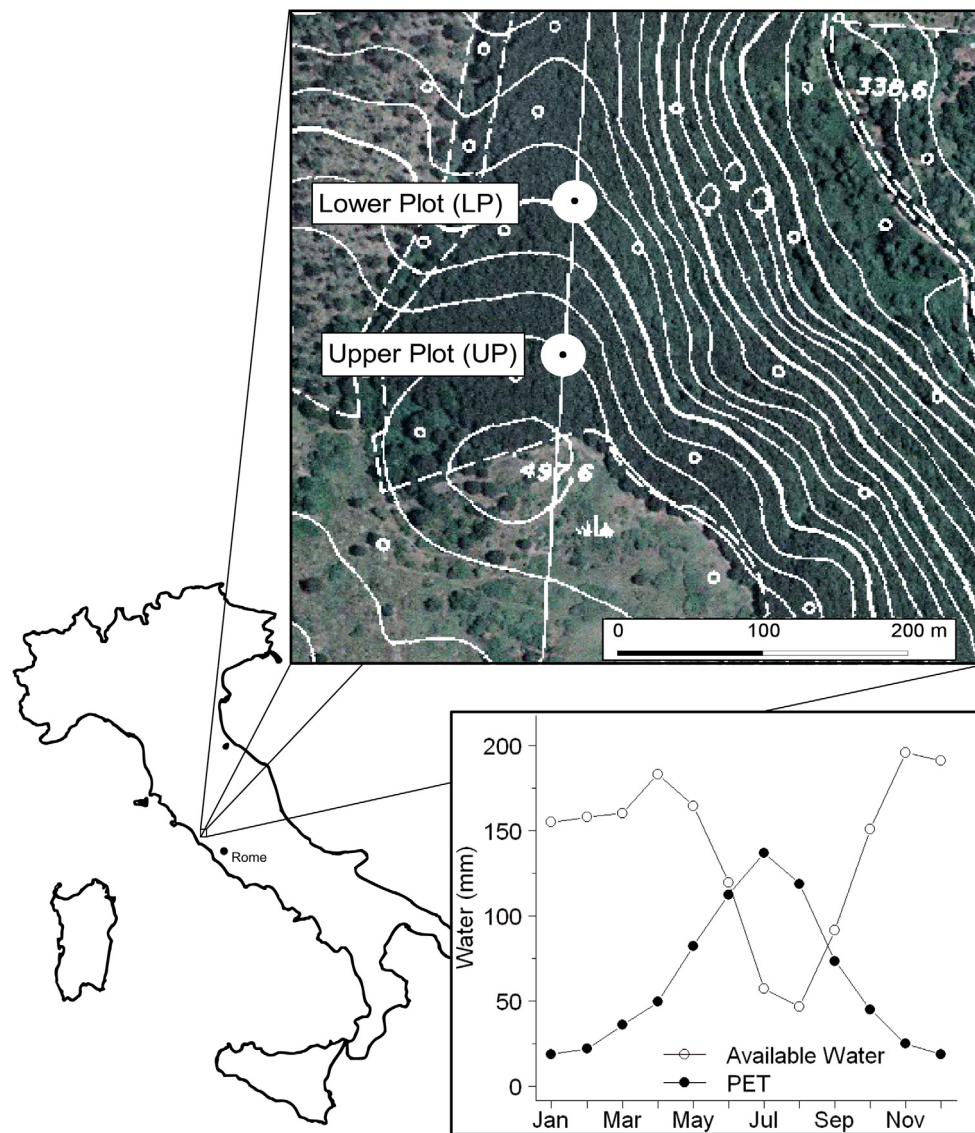 338,6
Lower Plot (LP)
Upper Plot (UP)
497,6
0 100 200 m
Rome
Water (mm)
200
150
100
50
0
Available Water
PET
Jan Mar May Jul Sep Nov